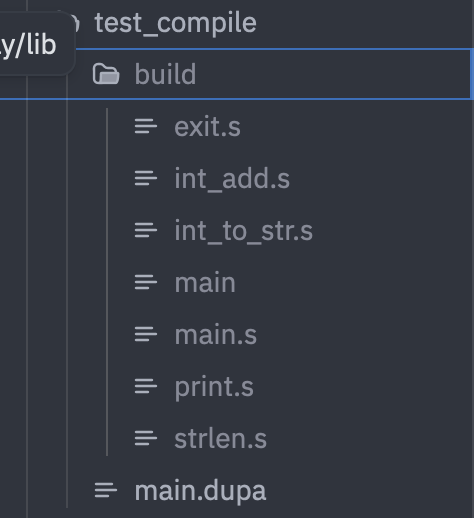 test_compile
y/lib
build
exit.s
int_add.s
int_to_str.s
main
main.s
print.s
strlen.s
main.dupa